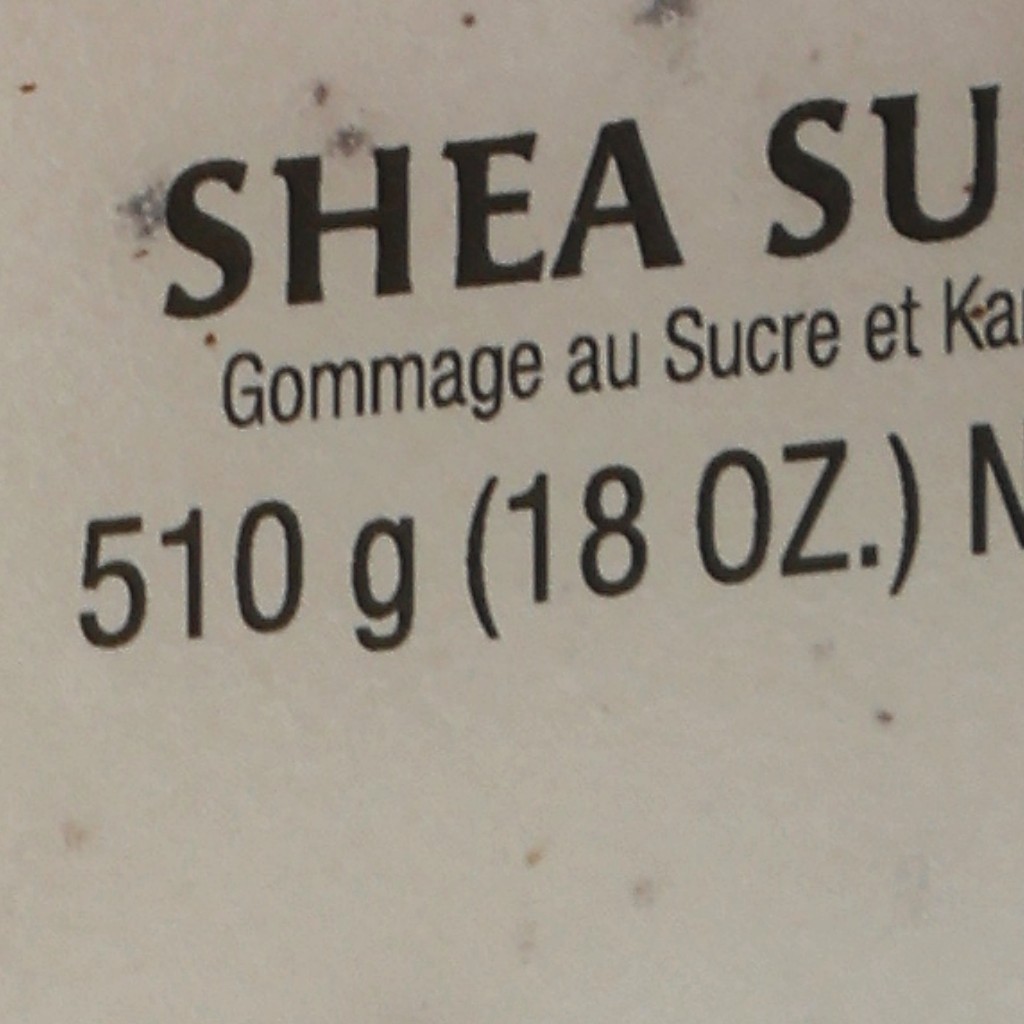 SHEA SU
Gommage au Sucre et Ka
510 g (18 OZ.) N